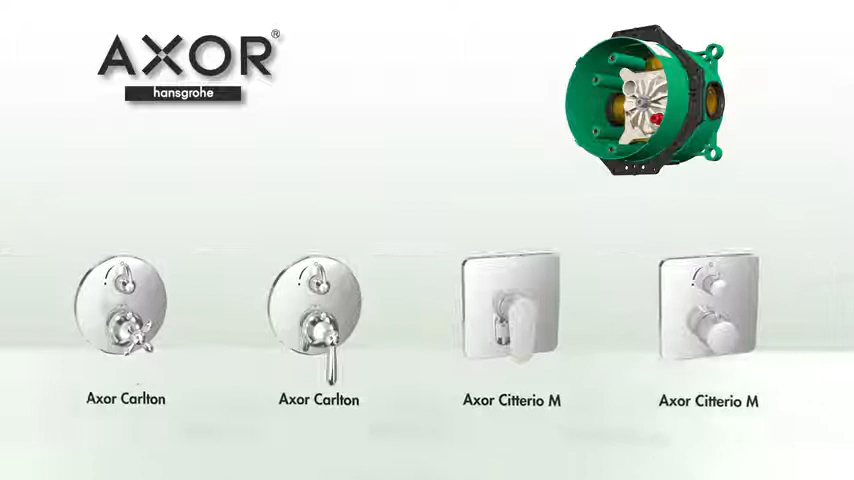 AXOR®
hansgrohe
Axor Carlton
Axor Carlton
Axor Citterio M
Axor Citterio M